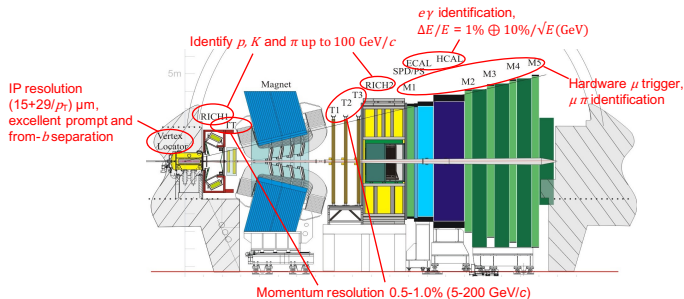 eγ identification,
ΔE/E = 1% ⊕ 10%/√E(GeV)
Identify p, K and π up to 100 GeV/c
ECAL HCAL
SPD/PS
M4 M5
M3
M2
M1
5m
Magnet
RICH2
T3
T2
T1
Hardware μ trigger,
μ π identification
IP resolution
(15+29/pT) μm,
excellent prompt and
from-b separation
RICH1
TT
Vertex
Locator
Momentum resolution 0.5-1.0% (5-200 GeV/c)